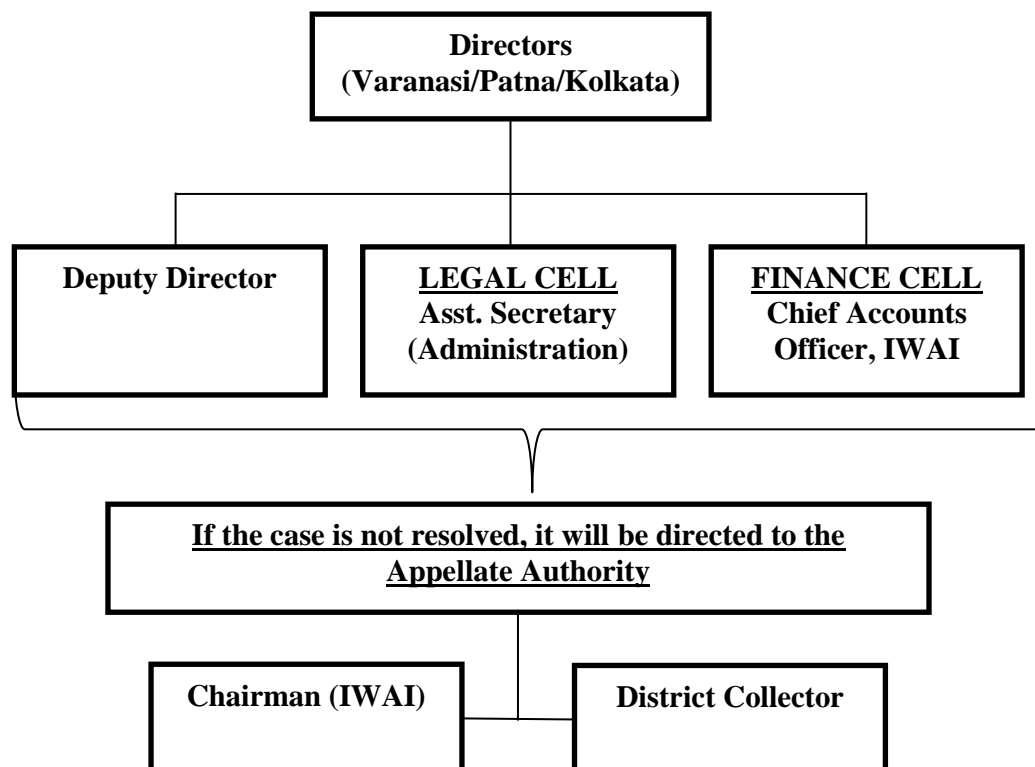 Directors
(Varanasi/Patna/Kolkata)
Deputy Director
LEGAL CELL
Asst. Secretary
(Administration)
FINANCE CELL
Chief Accounts
Officer, IWAI
If the case is not resolved, it will be directed to the
Appellate Authority
Chairman (IWAI)
District Collector